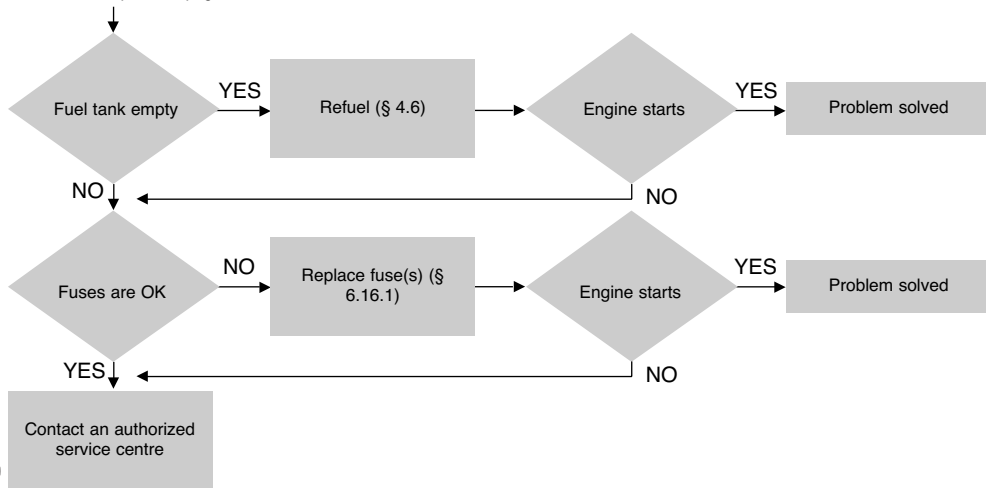 Fuel tank empty
YES
Refuel (§ 4.6)
Engine starts
YES
Problem solved
NO
NO
Fuses are OK
NO
Replace fuse(s) (§
6.16.1)
Engine starts
YES
Problem solved
YES
NO
Contact an authorized
service centre